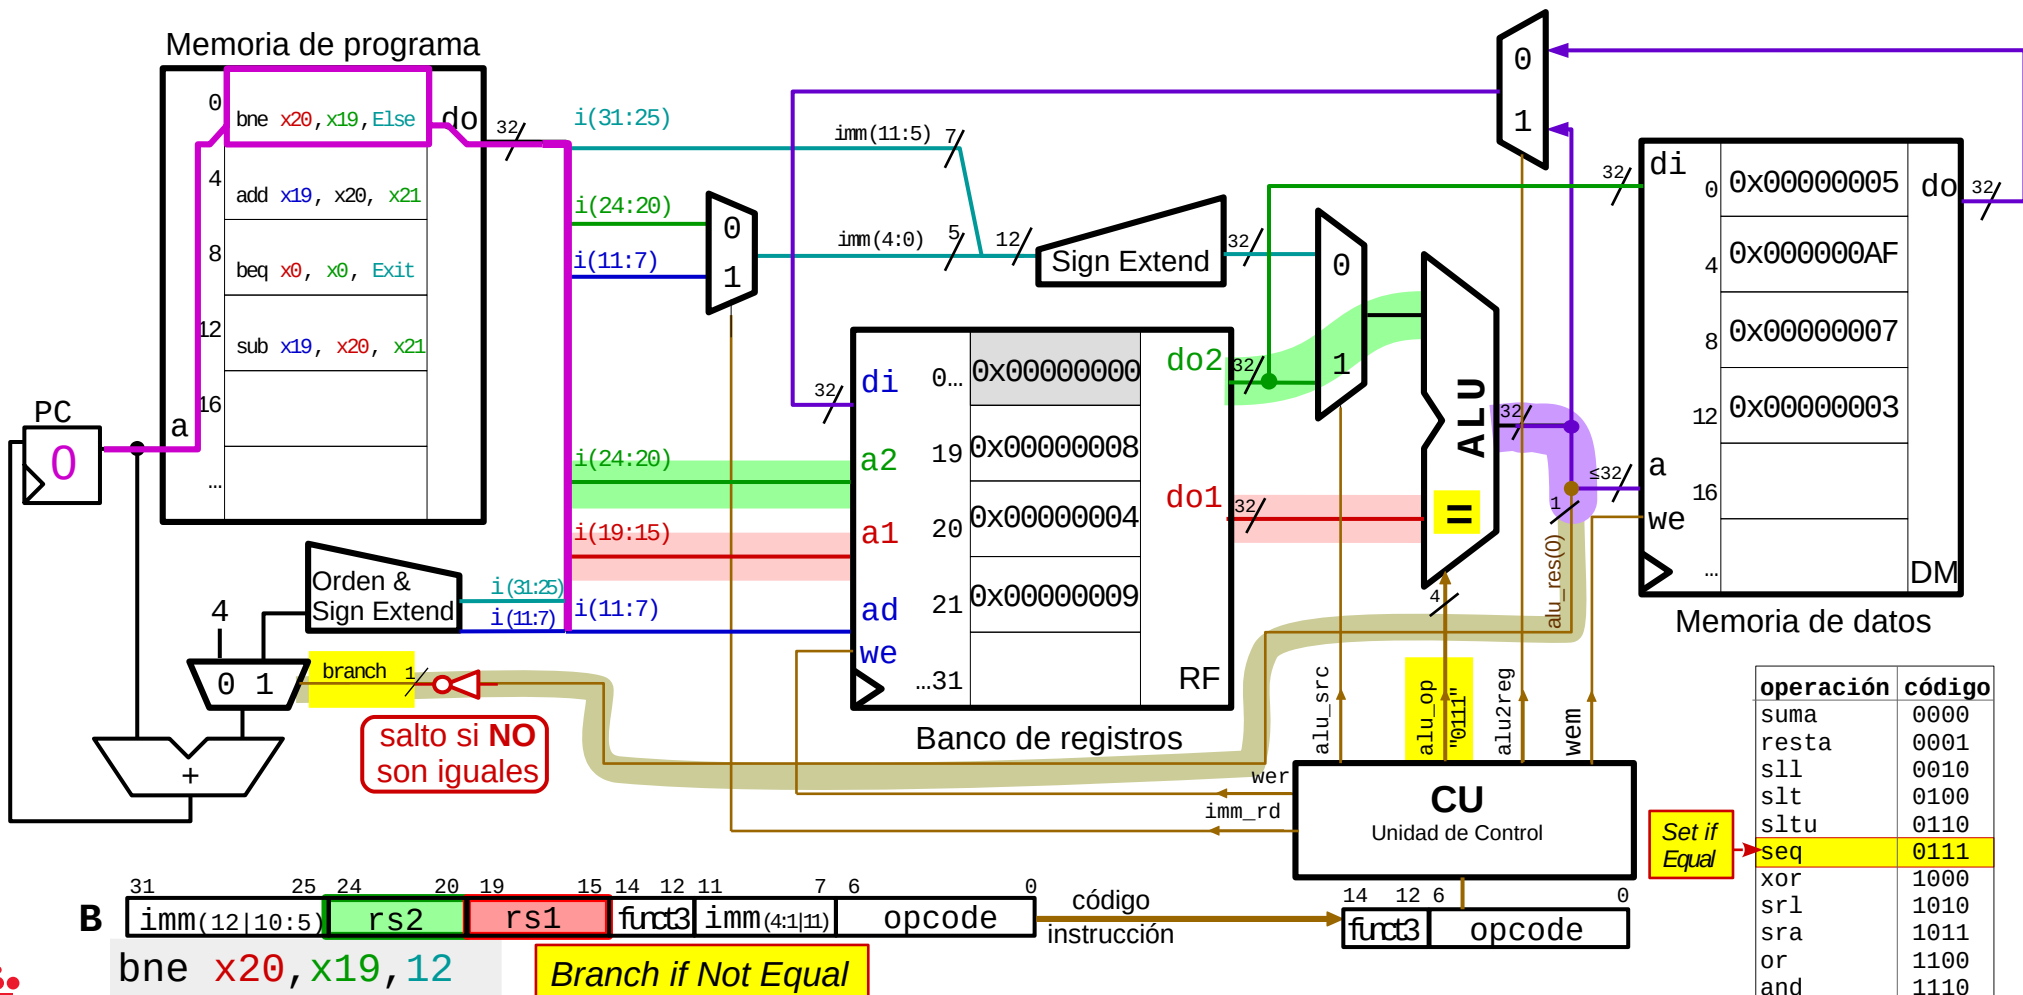 Memoria de programa
0
bne x20,x19,Else
do
32
4
add x19, x20, x21
8
beq x0, x0, Exit
12
sub x19, x20, x21
16
...
a
PC
0
i(31:25)
imm(11:5)
7
i(24:20)
0
1
i(11:7)
imm(4:0)
5
12
Sign Extend
32
0
1
0
1
32
di
0... 0x00000000
do2
32
a2
19 0x00000008
i(24:20)
a1
20 0x00000004
do1
32
i(19:15)
ad
21 0x00000009
i(11:7)
we
...31
RF
Banco de registros
ALU
=
32
4
≤32
1
alu_res(0)
32
di
0 0x00000005
do
32
4 0x000000AF
8 0x00000007
12 0x00000003
a
16
we
...
DM
Memoria de datos
Orden &
Sign Extend
i(31:25)
i(11:7)
4
0 1
branch
1
+
salto si NO
son iguales
alu_src
alu_op
"0111"
alu2reg
wem
wer
imm_rd
CU
Unidad de Control
operación código
suma 0000
resta 0001
sll 0010
slt 0100
sltu 0110
seq 0111
xor 1000
srl 1010
sra 1011
or 1100
and 1110
Set if
Equal
31 25 24 20 19 15 14 12 11 7 6 0
B imm(12|10:5) rs2 rs1 funct3 imm(4:1|11) opcode
código
instrucción
14 12 6 0
funct3 opcode
bne x20,x19,12
Branch if Not Equal